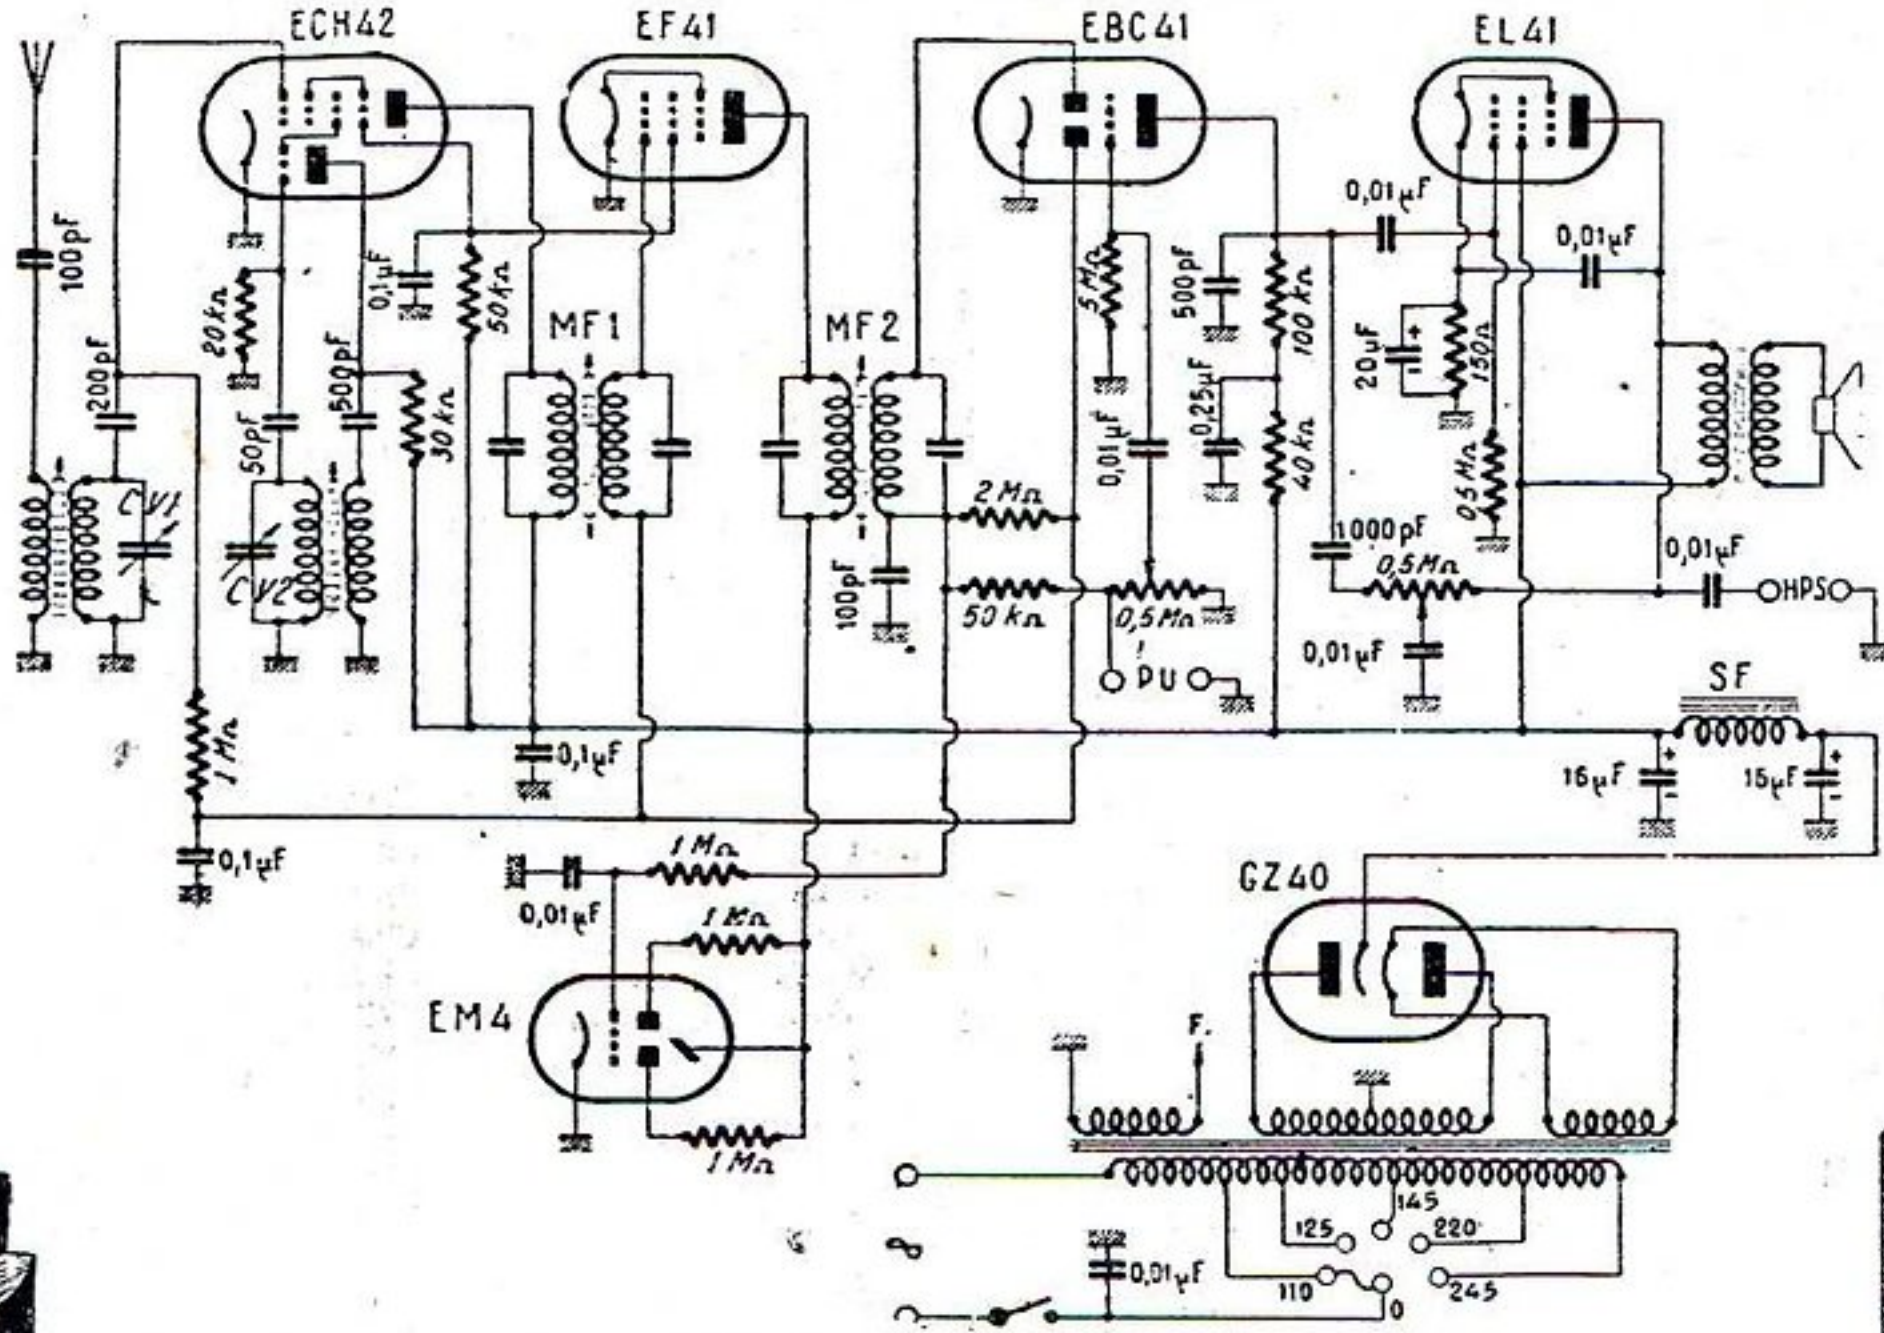 ECH42
EF41
EBC41
EL41
100pF
200pF
20kΩ
50pF
500pF
30kΩ
0,1µF
50kΩ
MF1
MF2
5MΩ
0,01µF
500pF
100kΩ
0,25µF
40kΩ
0,01µF
0,01µF
20µF
+
-
150Ω
0,5MΩ
CV1
CV2
2MΩ
50kΩ
100pF
0,5MΩ
PU
1000pF
0,5MΩ
0,01µF
0,01µF
HPS
SF
1MΩ
0,1µF
0,1µF
16µF
+
-
16µF
+
-
1MΩ
0,01µF
1MΩ
EM4
1MΩ
GZ40
F.
145
125
220
110
0
245
0,01µF